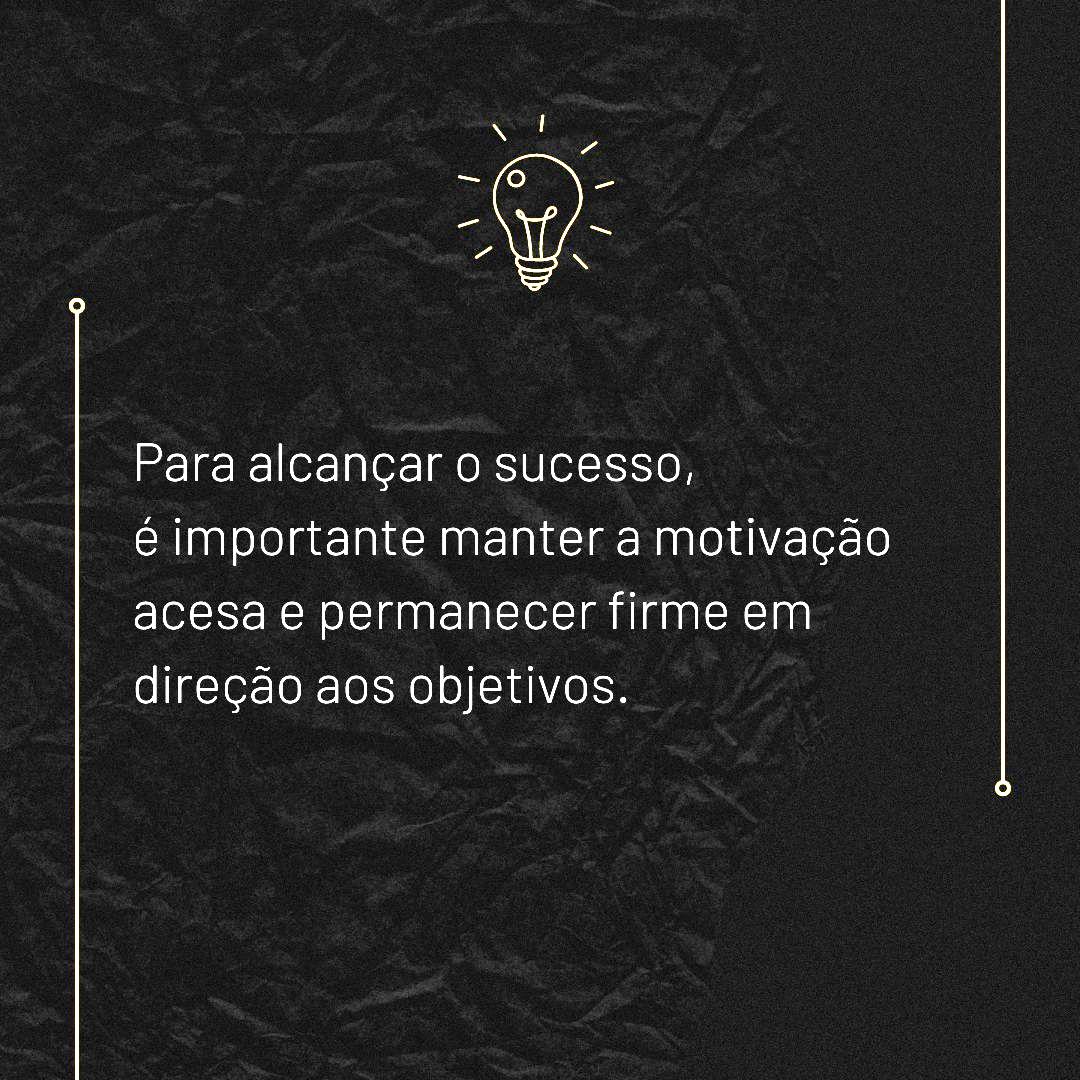 Para alcançar o sucesso,
é importante manter a motivação
acesa e permanecer firme em
direção aos objetivos.